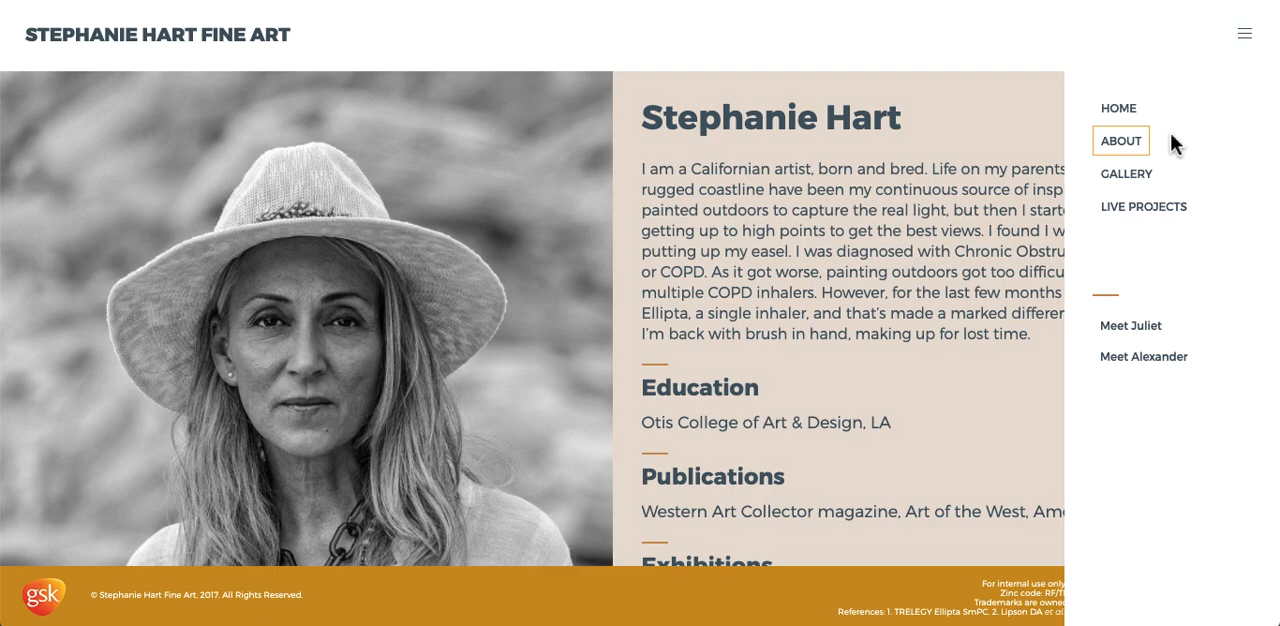 STEPHANIE HART FINE ART
Stephanie Hart
I am a Californian artist, born and bred. Life on my parents
rugged coastline have been my continuous source of insp
painted outdoors to capture the real light, but then I starte
getting up to high points to get the best views. I found I w
putting up my easel. I was diagnosed with Chronic Obstru
or COPD. As it got worse, painting outdoors got too difficu
multiple COPD inhalers. However, for the last few months
Ellipta, a single inhaler, and that's made a marked differen
I'm back with brush in hand, making up for lost time.
Education
Otis College of Art & Design, LA
Publications
Western Art Collector magazine, Art of the West, Ame
Exhibitions
HOME
ABOUT
GALLERY
LIVE PROJECTS
Meet Juliet
Meet Alexander
gsk
© Stephanie Hart Fine Art, 2017. All Rights Reserved.
For internal use only
Zinc code: RF/T
Trademarks are owned
References: 1. TRELEGY Ellipta SmPC. 2. Lipson DA et al